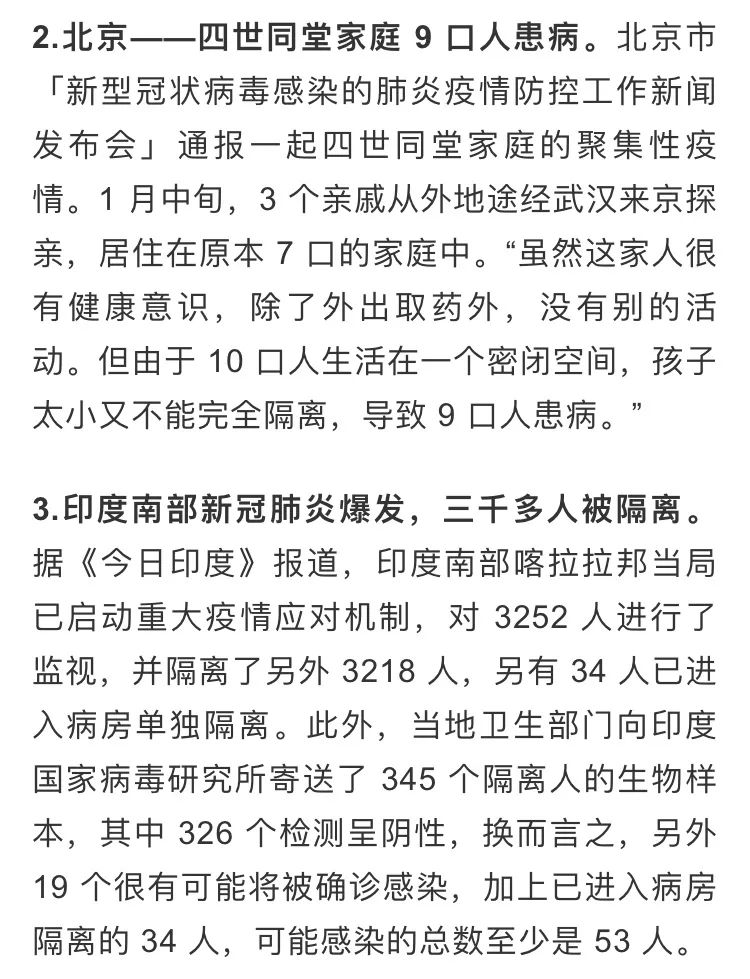 2.北京——四世同堂家庭 9 口人患病。北京市
「新型冠状病毒感染的肺炎疫情防控工作新闻
发布会」通报一起四世同堂家庭的聚集性疫
情。1 月中旬，3 个亲戚从外地途经武汉来京探
亲，居住在原本 7 口的家庭中。“虽然这家人很
有健康意识，除了外出取药外，没有别的活
动。但由于 10 口人生活在一个密闭空间，孩子
太小又不能完全隔离，导致 9 口人患病。”
3.印度南部新冠肺炎爆发，三千多人被隔离。
据《今日印度》报道，印度南部喀拉拉邦当局
已启动重大疫情应对机制，对 3252 人进行了
监视，并隔离了另外 3218 人，另有 34 人已进
入病房单独隔离。此外，当地卫生部门向印度
国家病毒研究所寄送了 345 个隔离人的生物样
本，其中 326 个检测呈阴性，换而言之，另外
19 个很有可能将被确诊感染，加上已进入病房
隔离的 34 人，可能感染的总数至少是 53 人。